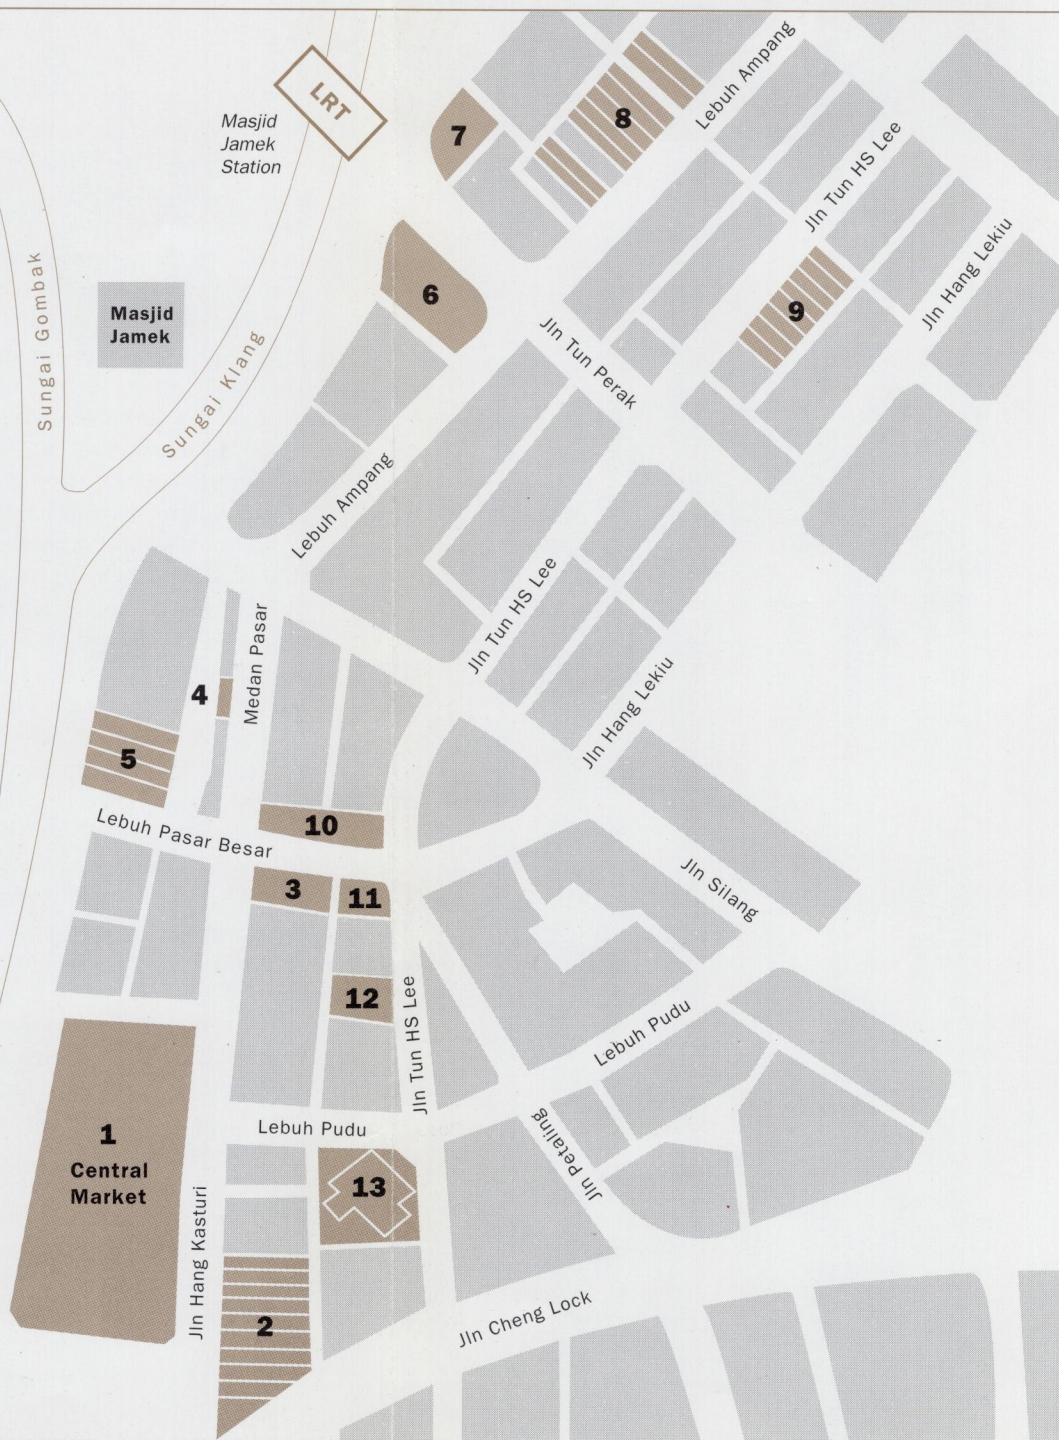 LRT
Masjid
Jamek
Station
7
8
Lebuh Ampang
Jln Tun HS Lee
Jln Hang Lekiu
Sungai Gombak
Masjid
Jamek
Sungai Klang
6
9
Jln Tun Perak
Lebuh Ampang
Jln Tun HS Lee
Medan Pasar
4
Jln Hang Lekiu
5
Lebuh Pasar Besar
10
3
11
Jln Silang
12
Jln Tun HS Lee
Lebuh Pudu
1
Central
Market
Lebuh Pudu
Jln Petaling
13
Jln Hang Kasturi
2
Jln Cheng Lock